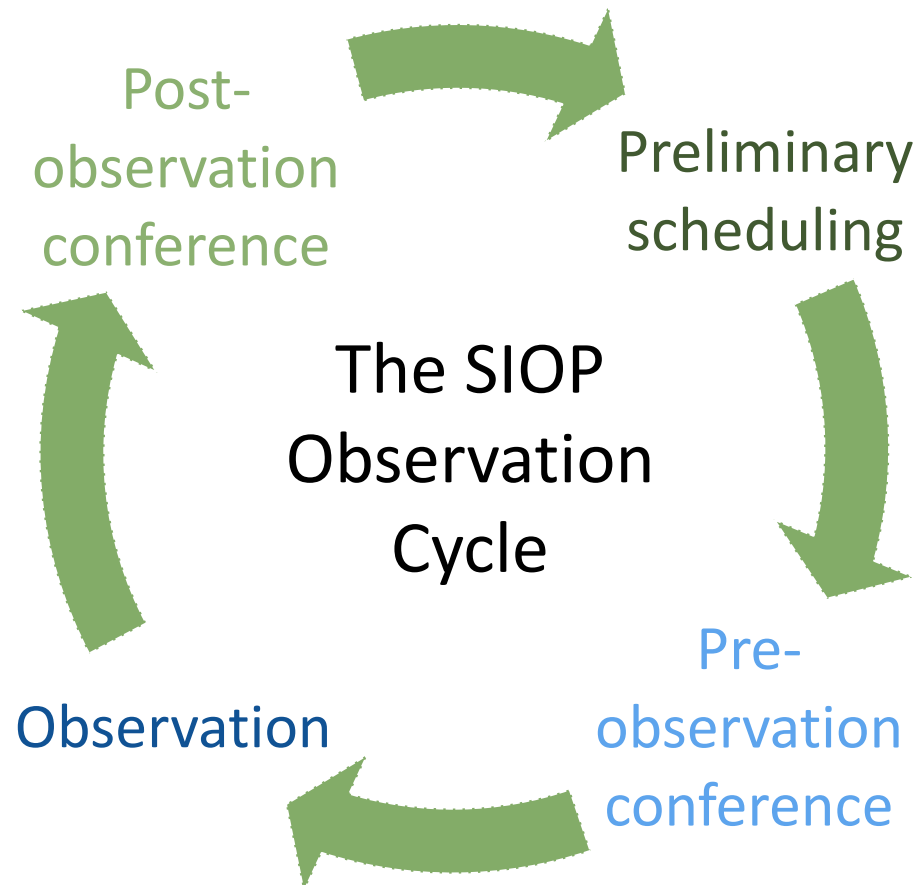 Post-
observation
conference
Preliminary
scheduling
The SIOP
Observation
Cycle
Pre-
observation
conference
Observation